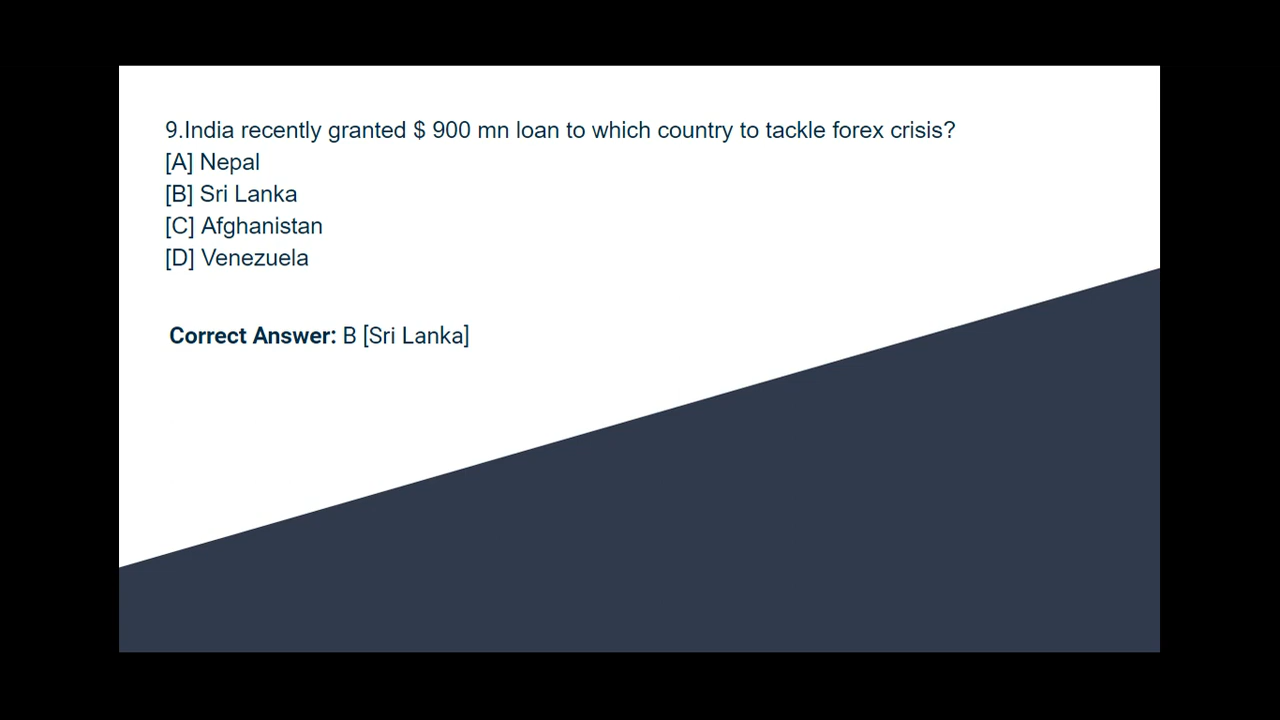 9.India recently granted $ 900 mn loan to which country to tackle forex crisis?
[A] Nepal
[B] Sri Lanka
[C] Afghanistan
[D] Venezuela
Correct Answer: B [Sri Lanka]